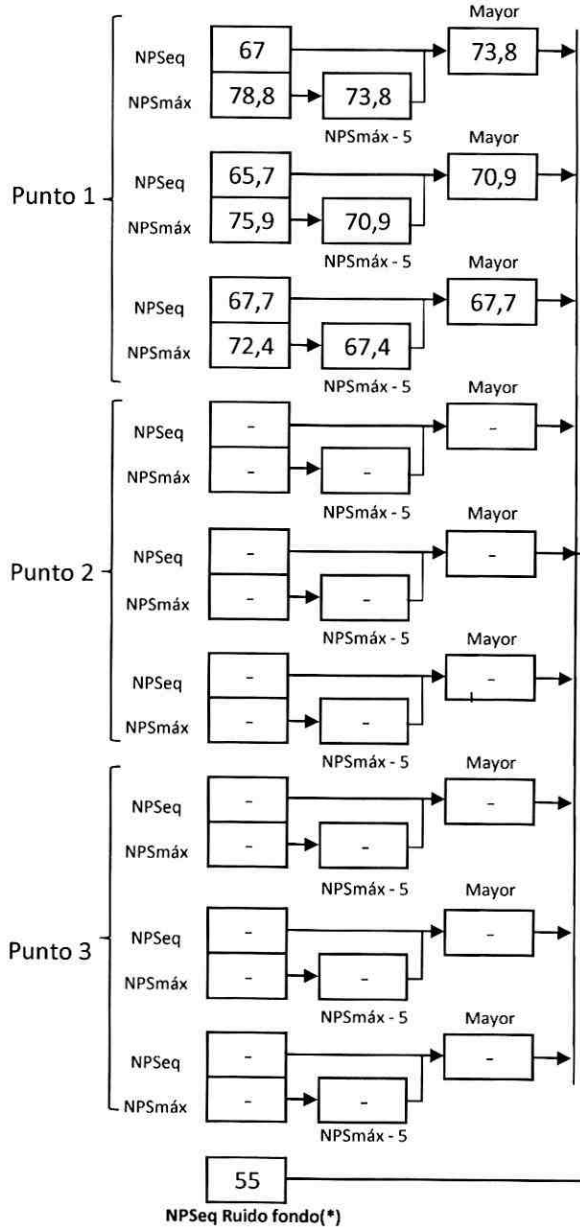 Mayor
NPSeq 67 73,8
NPSmáx 78,8 73,8
NPSmáx - 5
Mayor
NPSeq 65,7 70,9
Punto 1
NPSmáx 75,9 70,9
NPSmáx - 5
Mayor
NPSeq 67,7 67,7
NPSmáx 72,4 67,4
NPSmáx - 5
Mayor
NPSeq - -
NPSmáx - -
NPSmáx - 5
Mayor
NPSeq - -
Punto 2
NPSmáx - -
NPSmáx - 5
Mayor
NPSeq - -
NPSmáx - -
NPSmáx - 5
Mayor
NPSeq - -
NPSmáx - -
NPSmáx - 5
Mayor
NPSeq - -
Punto 3
NPSmáx - -
NPSmáx - 5
Mayor
NPSeq - -
NPSmáx - -
NPSmáx - 5
55
NPSeq Ruido fondo(*)